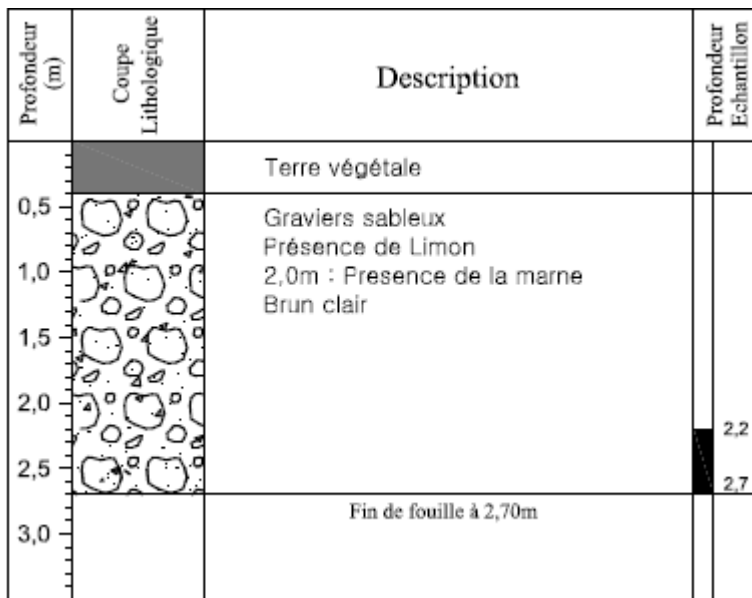 Profondeur
(m)
Coupe
Lithologique
Description
Profondeur
Echantillon
Terre végétale
0,5
Graviers sableux
Présence de Limon
1,0
2,0m : Presence de la marne
Brun clair
1,5
2,0
2,2
2,5
2,7
Fin de fouille à 2,70m
3,0